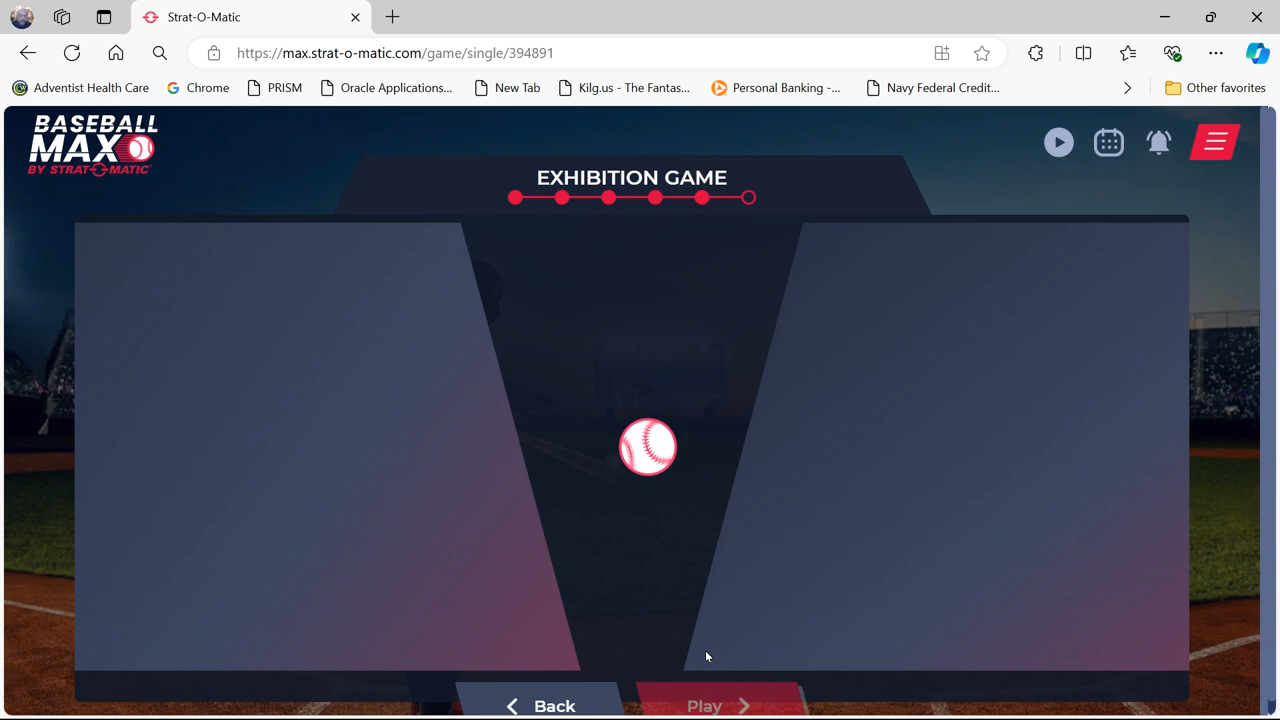 Strat-O-Matic
https://max.strat-o-matic.com/game/single/394891
Adventist Health Care
Chrome
PRISM
Oracle Applications...
New Tab
Kilg.us - The Fantas...
Personal Banking -...
Navy Federal Credit...
Other favorites
BASEBALL
MAX
BY STRAT-O-MATIC
EXHIBITION GAME
Back
Play